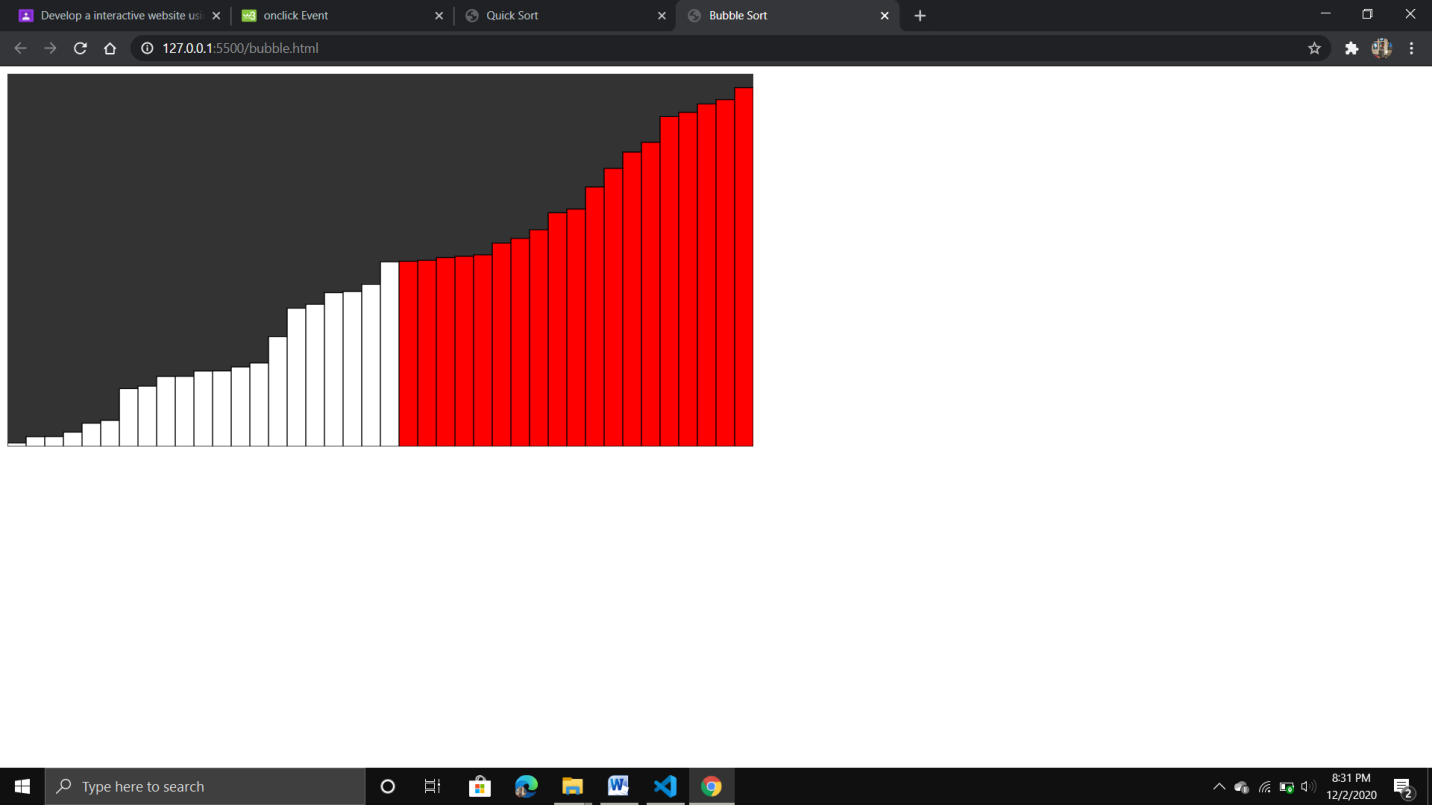 Develop a interactive website usi
onclick Event
Quick Sort
Bubble Sort
127.0.0.1:5500/bubble.html
Type here to search
8:31 PM
12/2/2020
2